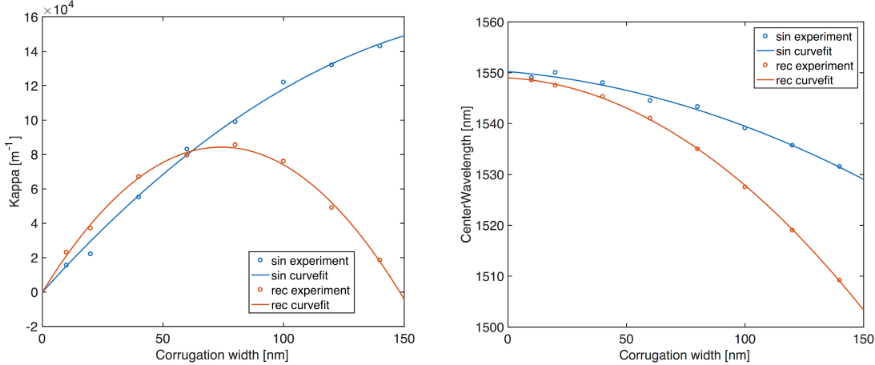 ×10⁴
16
14
12
10
8
6
4
2
0
-2
Kappa [m⁻¹]
0 50 100 150
Corrugation width [nm]
sin experiment
sin curvefit
rec experiment
rec curvefit
1560
1550
1540
1530
1520
1510
1500
CenterWavelength [nm]
0 50 100 150
Corrugation width [nm]
sin experiment
sin curvefit
rec experiment
rec curvefit